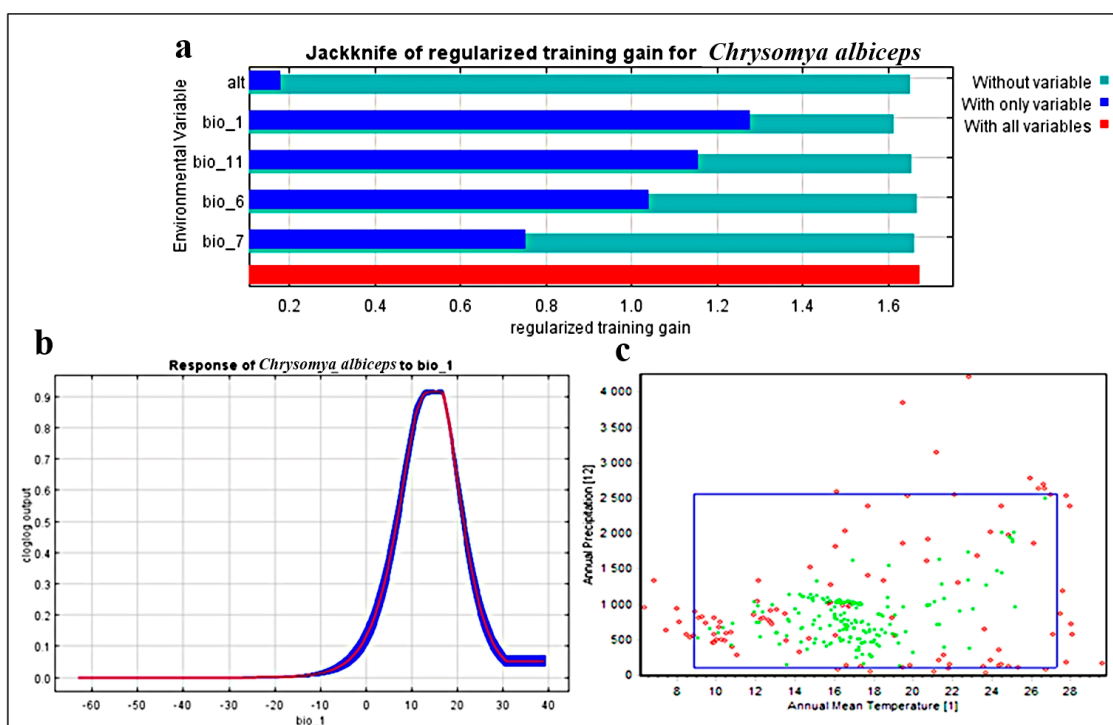 a
Jackknife of regularized training gain for Chrysomya albiceps
Environmental Variable
alt
bio_1
bio_11
bio_6
bio_7
Without variable
With only variable
With all variables
0.2 0.4 0.6 0.8 1.0 1.2 1.4 1.6
regularized training gain
b
Response of Chrysomya albiceps to bio_1
cloglog output
0.9
0.8
0.7
0.6
0.5
0.4
0.3
0.2
0.1
0.0
-60 -50 -40 -30 -20 -10 0 10 20 30 40
bio_1
c
Annual Precipitation [12]
4 000
3 500
3 000
2 500
2 000
1 500
1 000
500
0
8 10 12 14 16 18 20 22 24 26 28
Annual Mean Temperature [1]